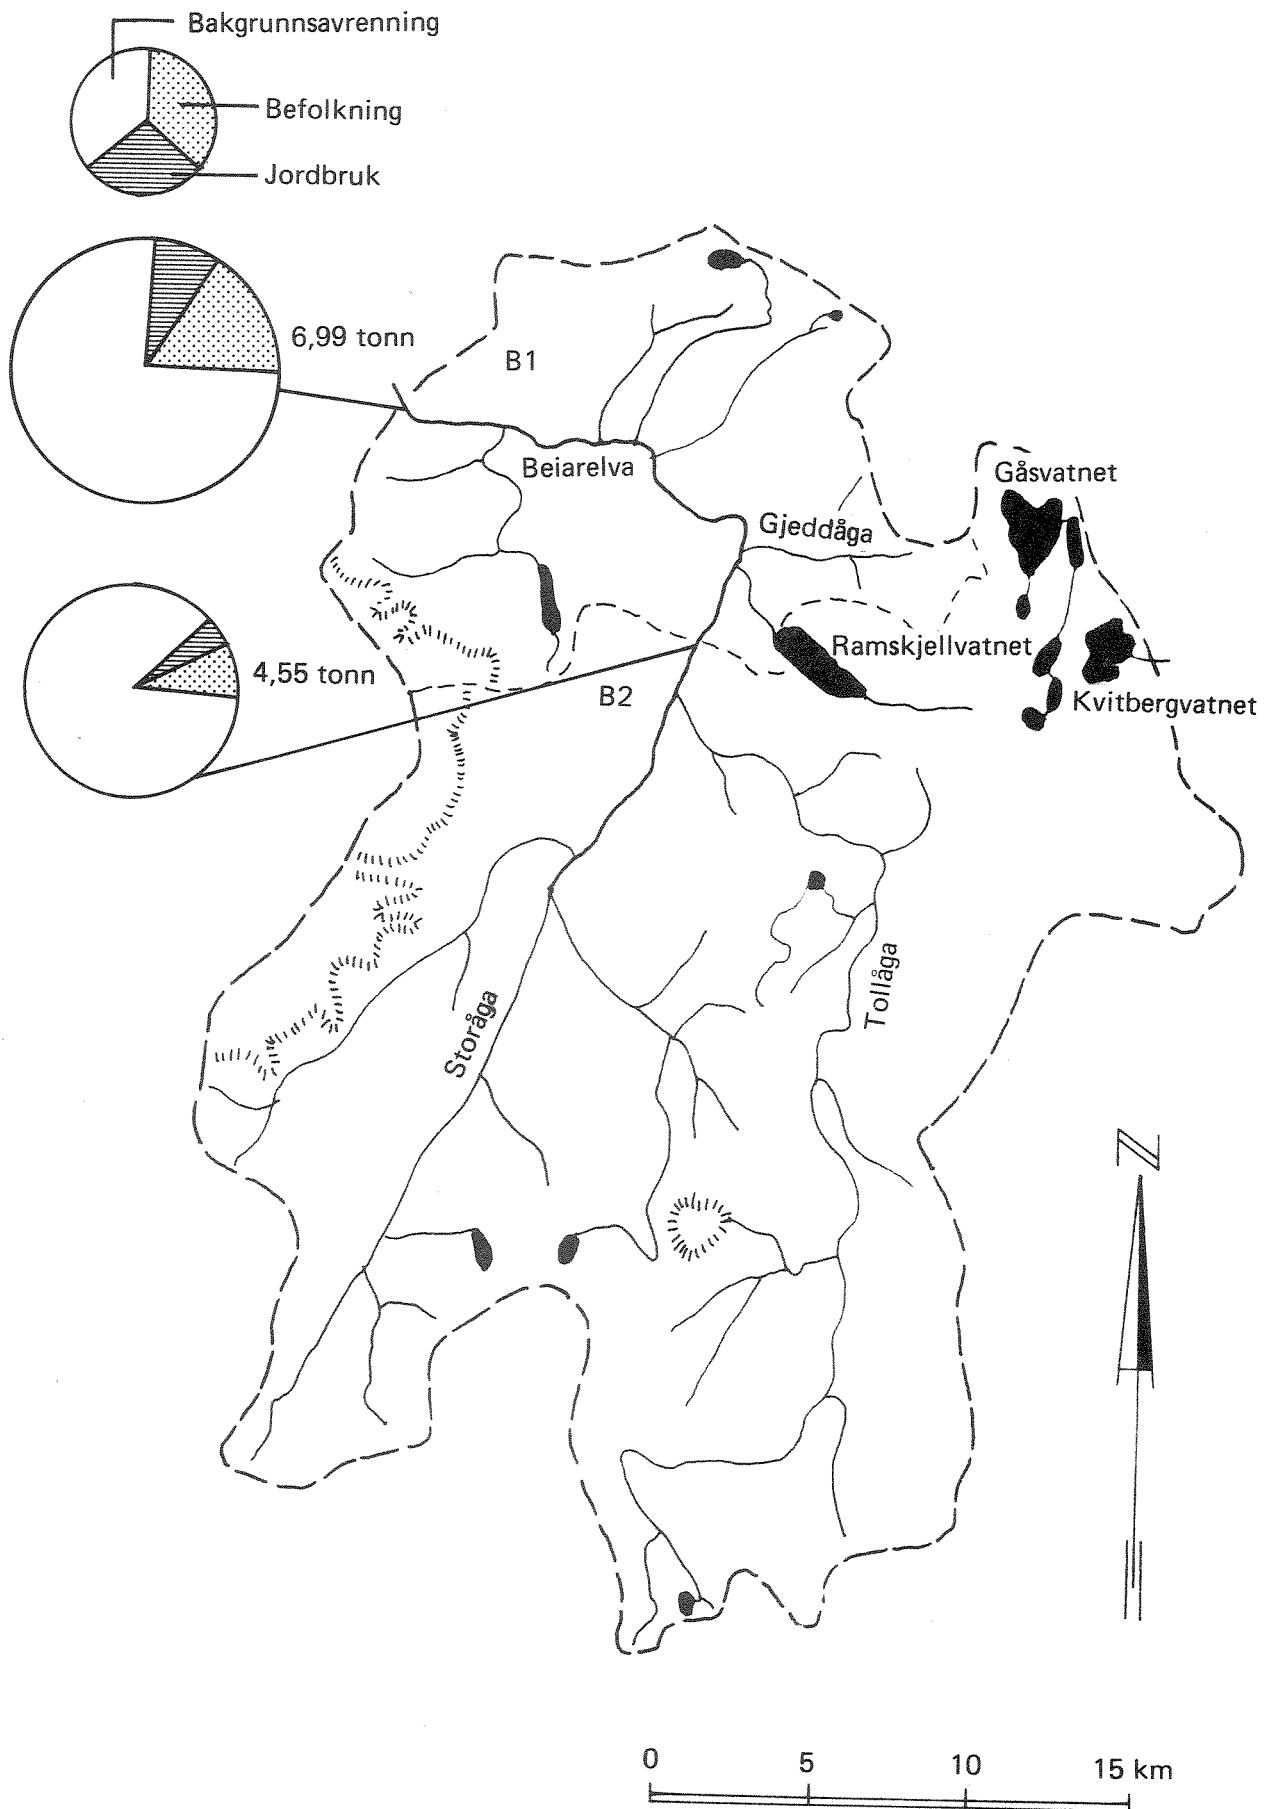 Bakgrunnsavrenning
Befolkning
Jordbruk
6,99 tonn
B1
Beiarelva
Gåsvatnet
Gjeddåga
Ramskjellvatnet
4,55 tonn
B2
Kvitbergvatnet
Tollåga
Storåga
N
0 5 10 15 km